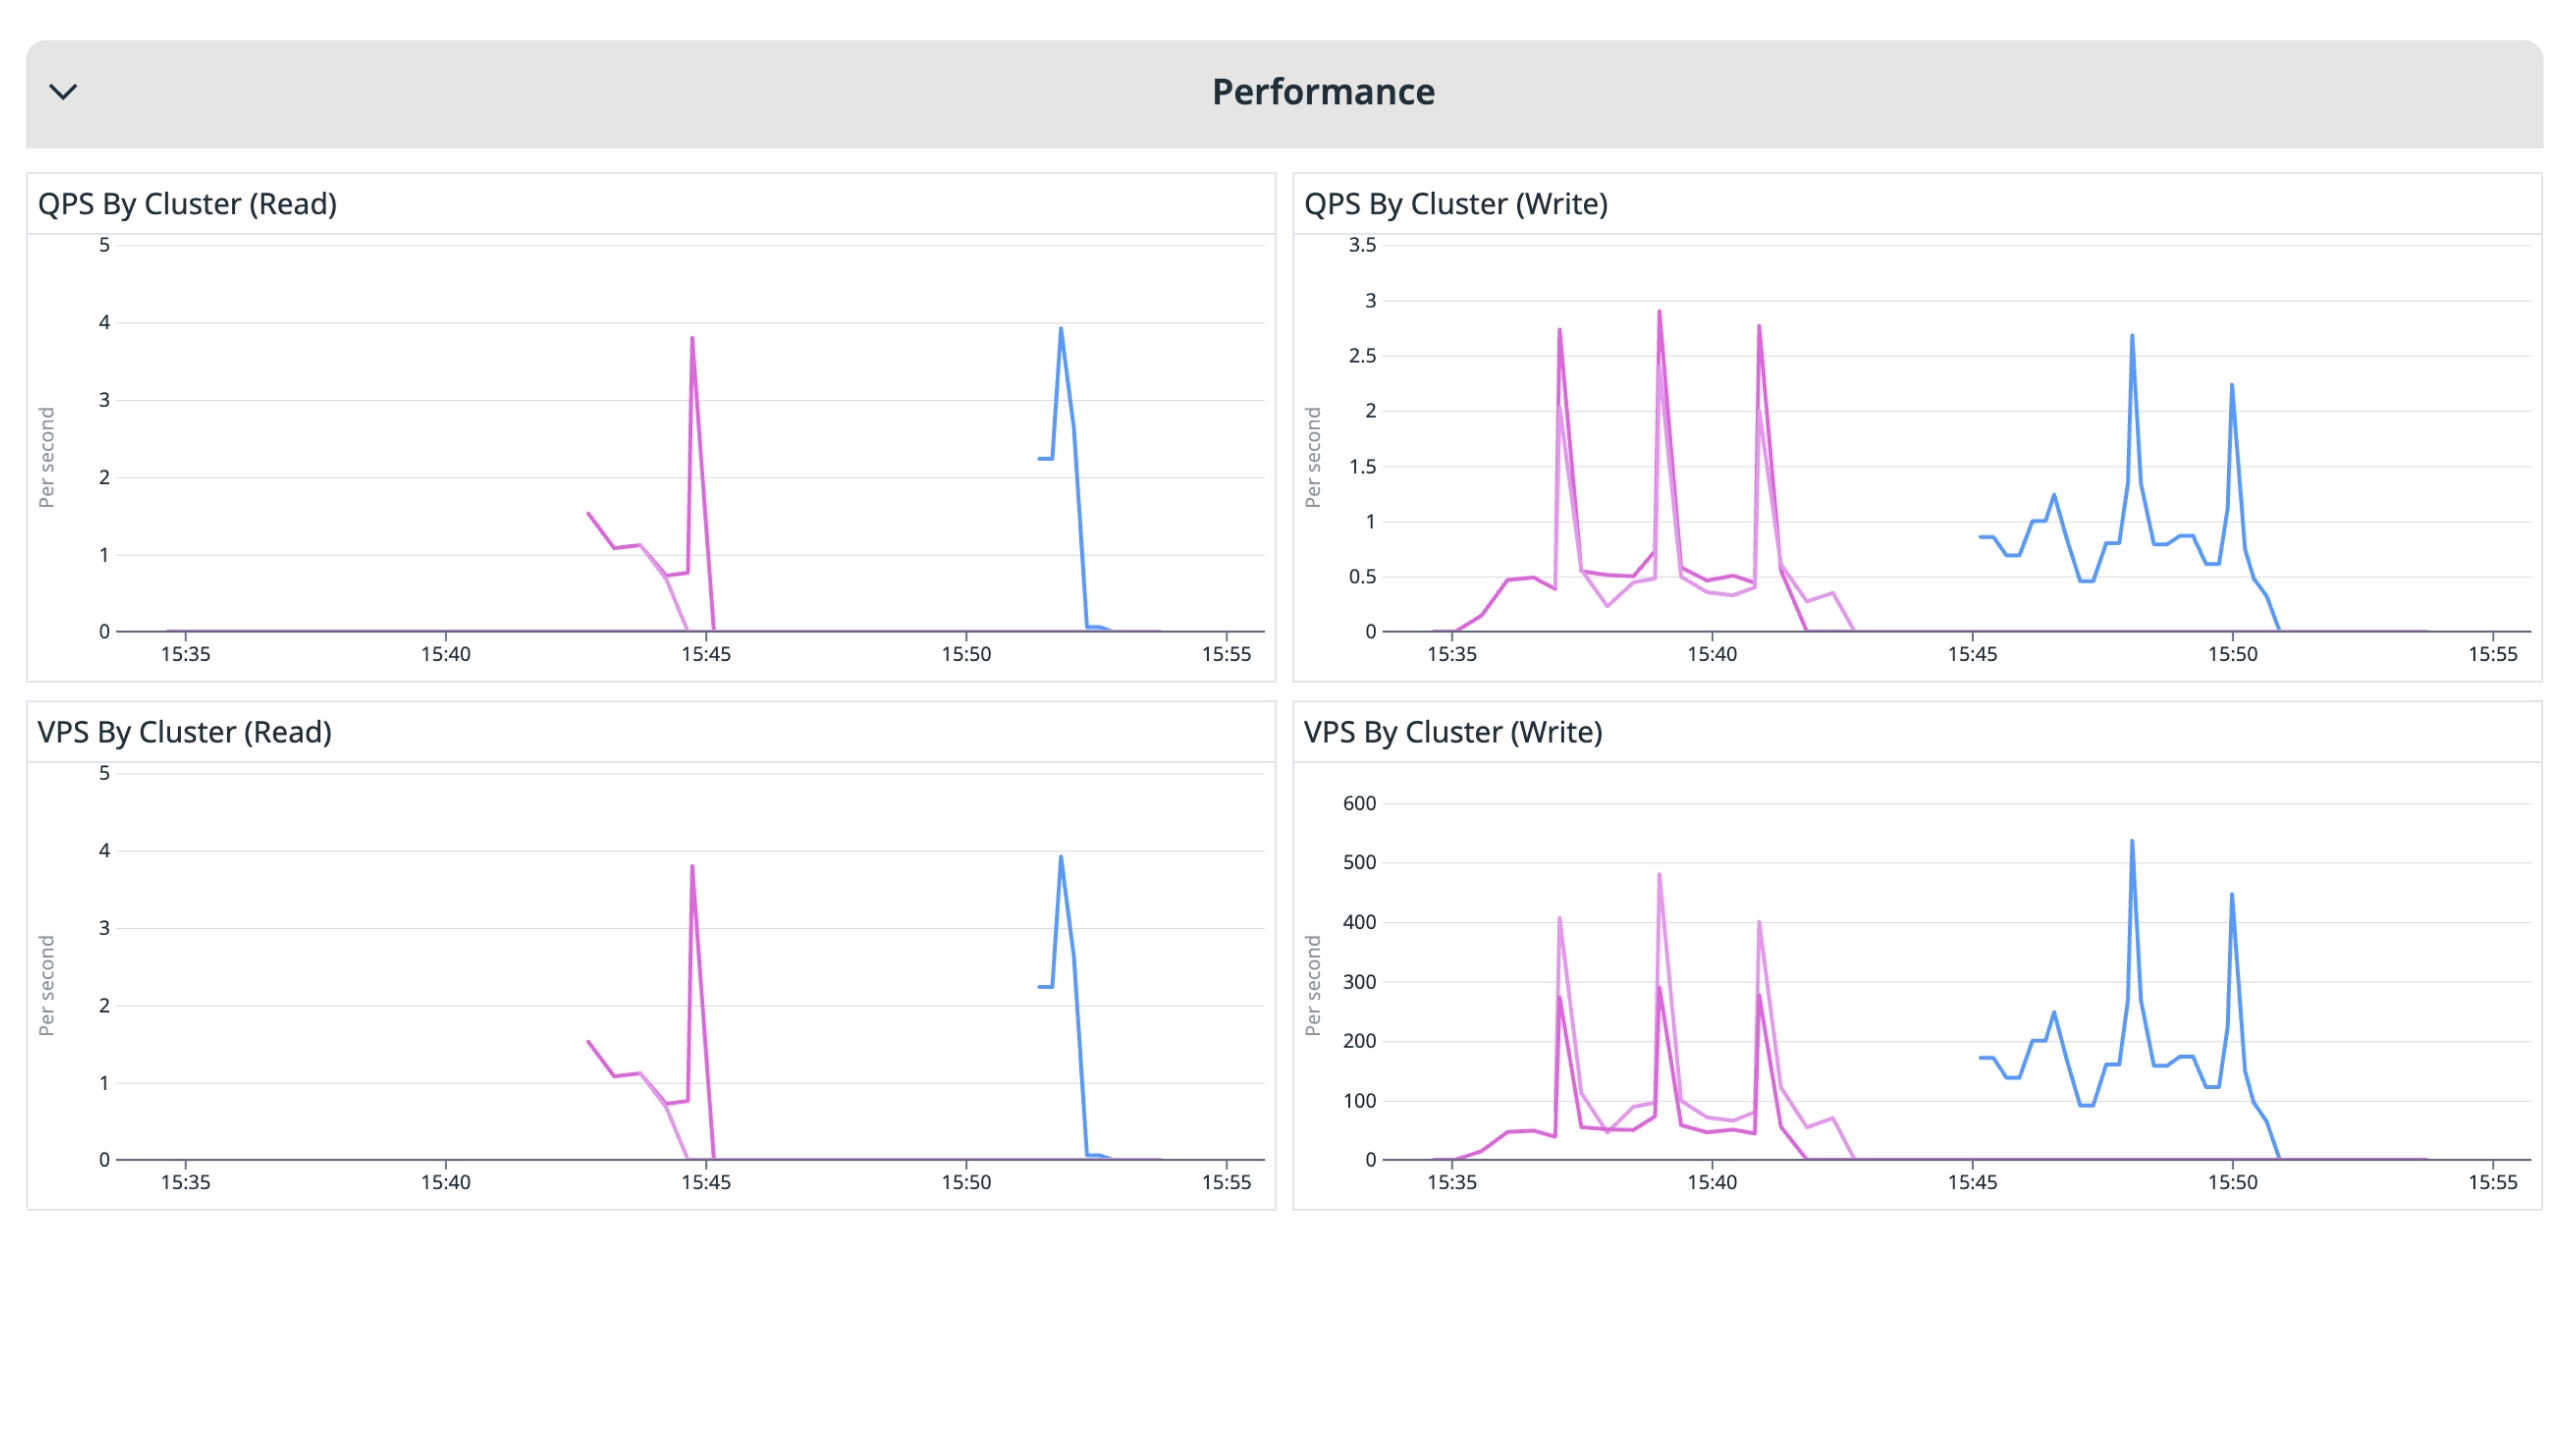 Performance
QPS By Cluster (Read)
5
4
3
2
1
0
Per second
15:35 15:40 15:45 15:50 15:55
QPS By Cluster (Write)
3.5
3
2.5
2
1.5
1
0.5
0
Per second
15:35 15:40 15:45 15:50 15:55
VPS By Cluster (Read)
5
4
3
2
1
0
Per second
15:35 15:40 15:45 15:50 15:55
VPS By Cluster (Write)
600
500
400
300
200
100
0
Per second
15:35 15:40 15:45 15:50 15:55